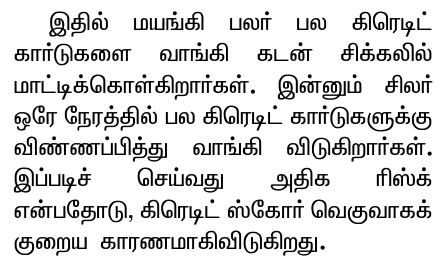 இதில் மயங்கி பலர் பல கிரெடிட்
கார்டுகளை வாங்கி கடன் சிக்கலில்
மாட்டிக்கொள்கிறார்கள். இன்னும் சிலர்
ஒரே நேரத்தில் பல கிரெடிட் கார்டுகளுக்கு
விண்ணப்பித்து வாங்கி விடுகிறார்கள்.
இப்படிச் செய்வது அதிக ரிஸ்க்
என்பதோடு, கிரெடிட் ஸ்கோர் வெகுவாகக்
குறைய காரணமாகிவிடுகிறது.